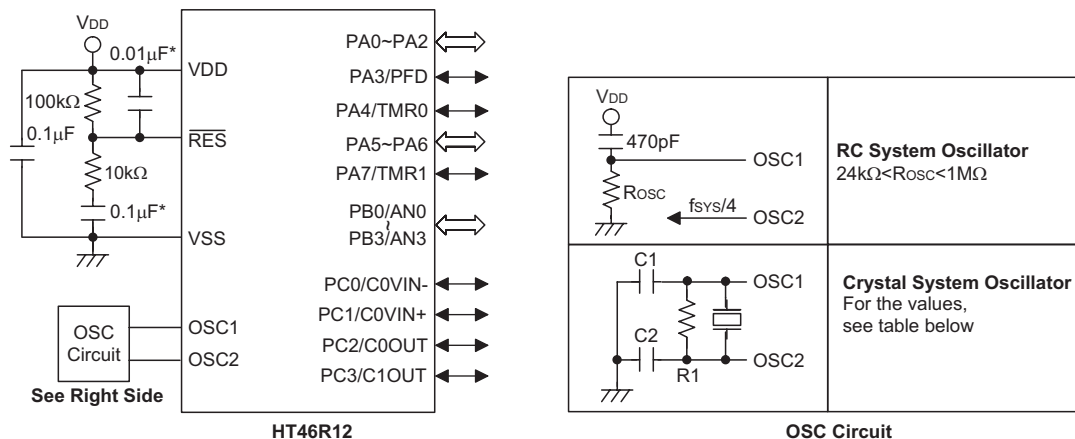 VDD
0.01μF*
VDD
100kΩ
0.1μF
RES
10kΩ
0.1μF*
VSS
OSC
Circuit
OSC1
OSC2
See Right Side
PA0~PA2
PA3/PFD
PA4/TMR0
PA5~PA6
PA7/TMR1
PB0/AN0
~
PB3/AN3
PC0/C0VIN-
PC1/C0VIN+
PC2/C0OUT
PC3/C1OUT
HT46R12
VDD
470pF
OSC1
ROSC
fSYS/4
OSC2
RC System Oscillator
24kΩ<ROSC<1MΩ
C1
OSC1
C2
R1
OSC2
Crystal System Oscillator
For the values,
see table below
OSC Circuit